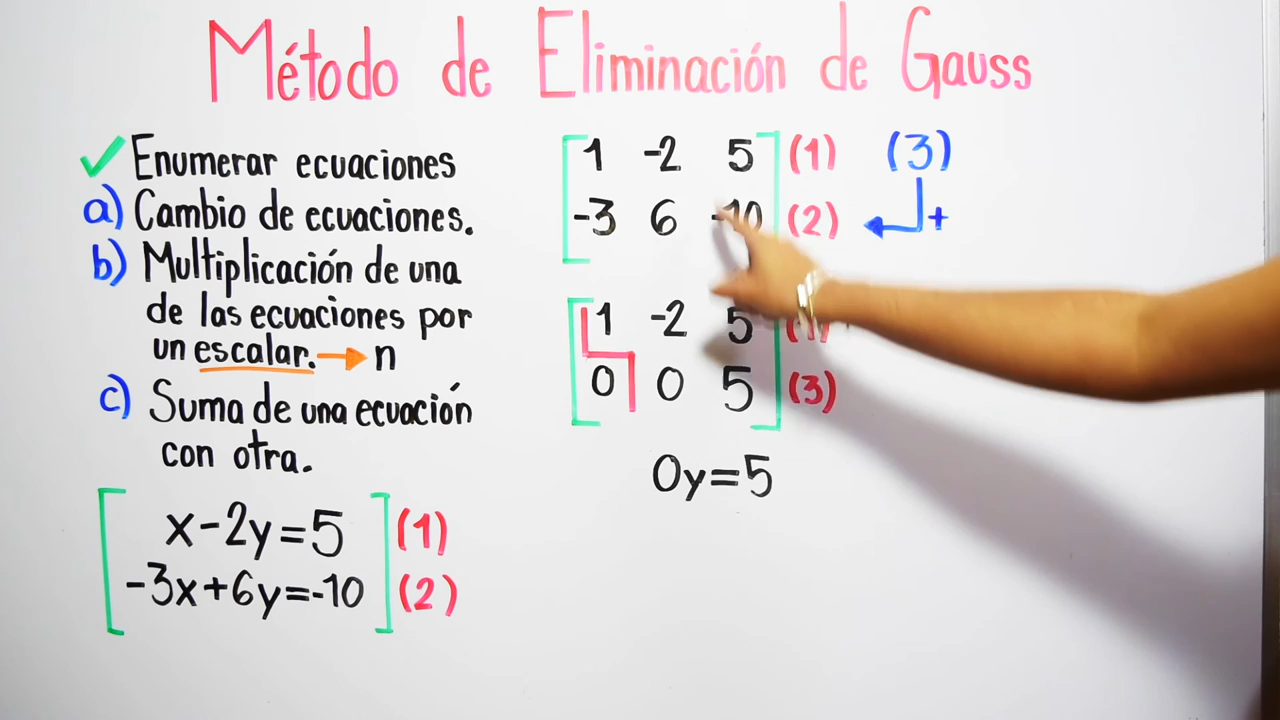 Método de Eliminación de Gauss
✓ Enumerar ecuaciones
a) Cambio de ecuaciones.
b) Multiplicación de una
de las ecuaciones por
un escalar. → n
c) Suma de una ecuación
con otra.
x-2y=5 (1)
-3x+6y=-10 (2)
1 -2 5 (1) (3)
-3 6 -10 (2) +
1 -2 5 (1)
0 0 5 (3)
0y=5